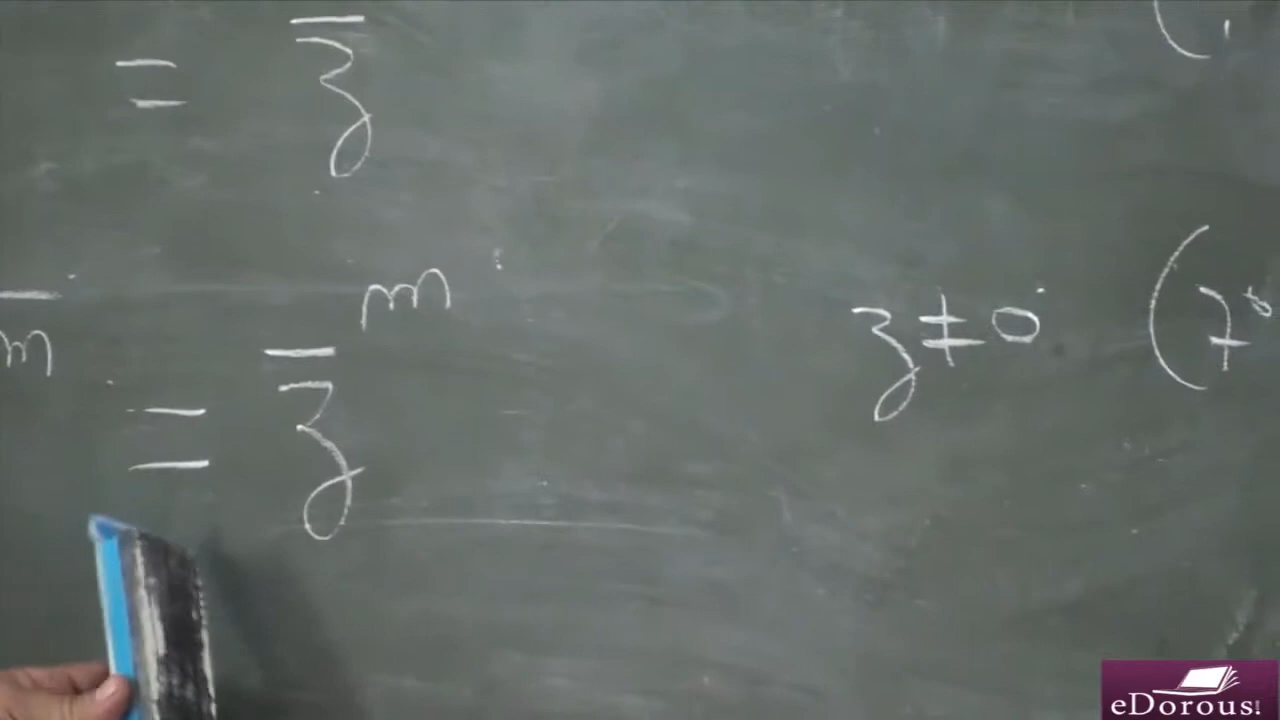 = z̅
m̅ = z̅ᵐ z ≠ 0
eDorous!